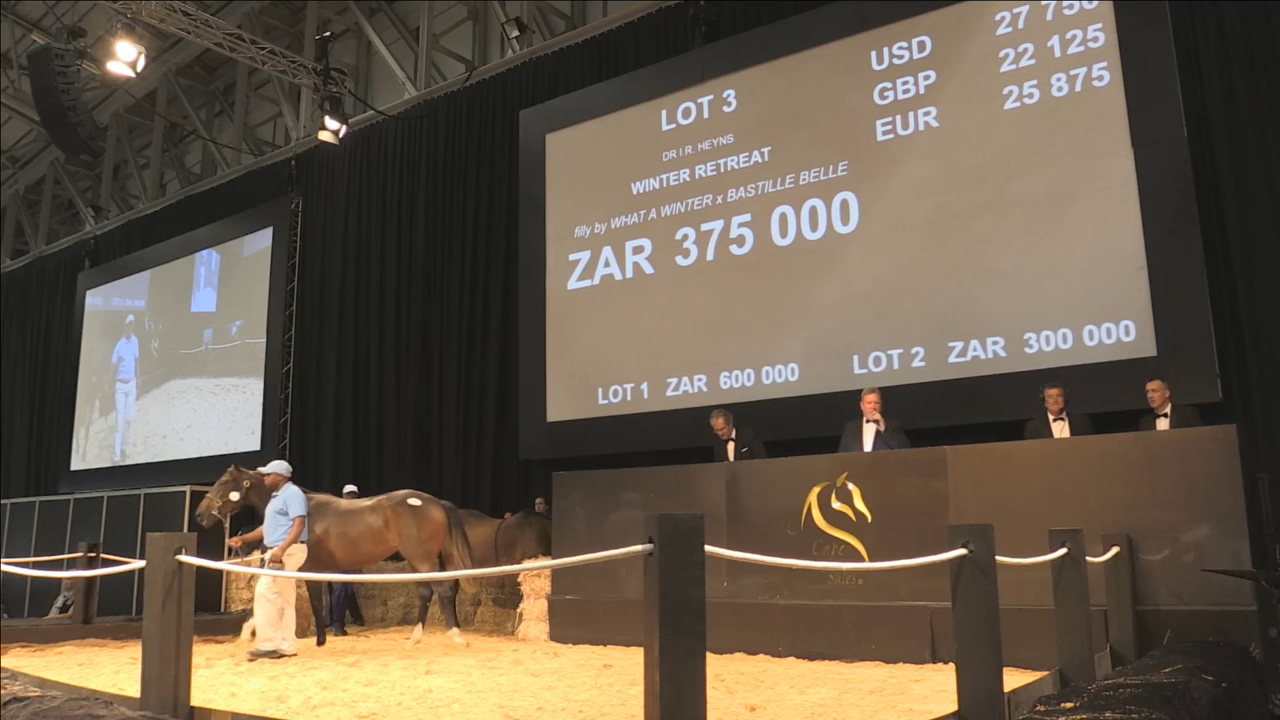 27 750
USD
22 125
GBP
25 875
EUR
LOT 3
DR I.R. HEYNS
WINTER RETREAT
filly by WHAT A WINTER x BASTILLE BELLE
ZAR 375 000
LOT 1 ZAR 600 000
LOT 2 ZAR 300 000
Cape
Sales